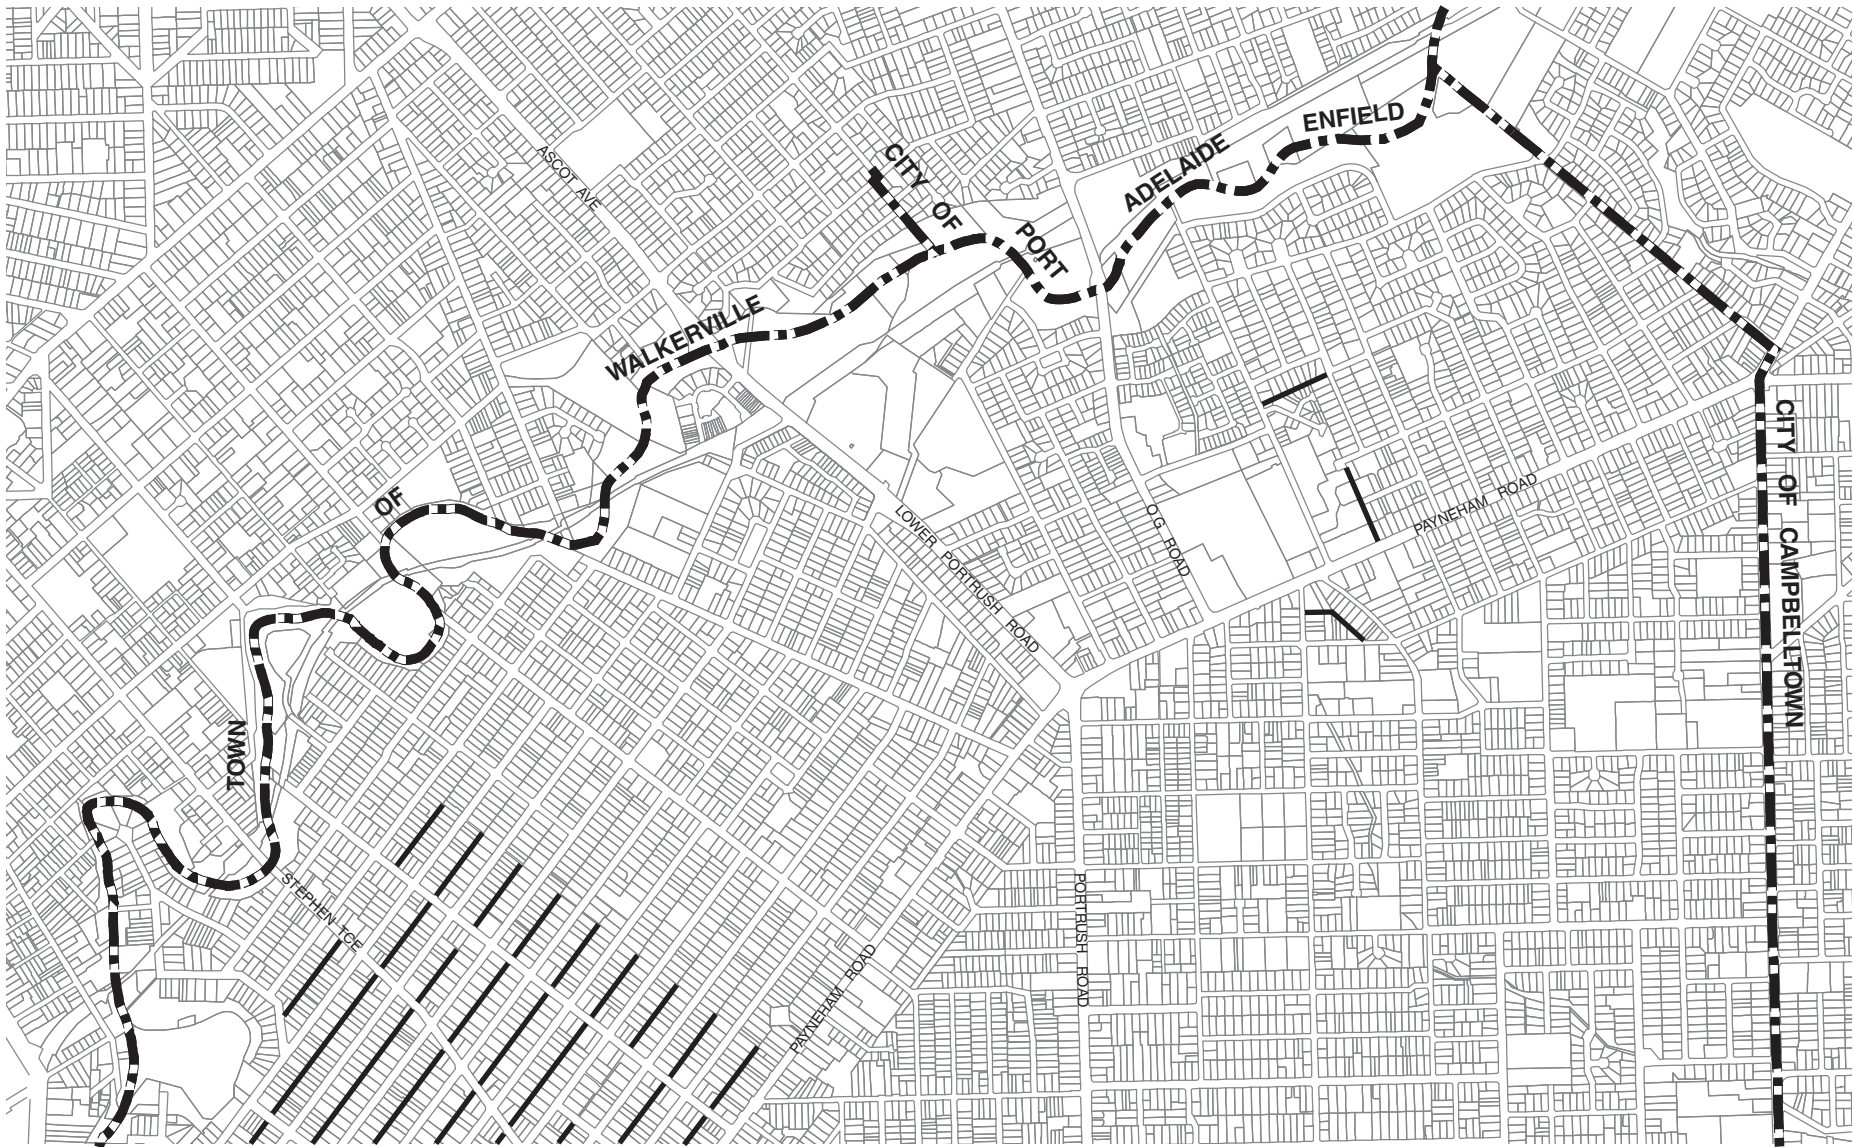 CITY OF PORT ADELAIDE ENFIELD
ASCOT AVE
TOWN OF WALKERVILLE
CITY OF CAMPBELLTOWN
LOWER PORTRUSH ROAD
O.G. ROAD
PAYNEHAM ROAD
STEPHEN TCE
PAYNEHAM ROAD
PORTRUSH ROAD